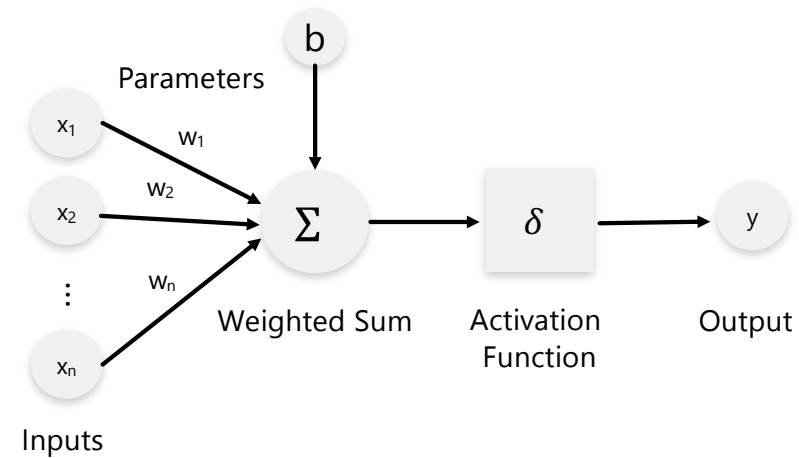 b
Parameters
x₁
w₁
w₂
x₂
Σ
δ
y
⋮
wₙ
Weighted Sum
Activation
Function
Output
xₙ
Inputs